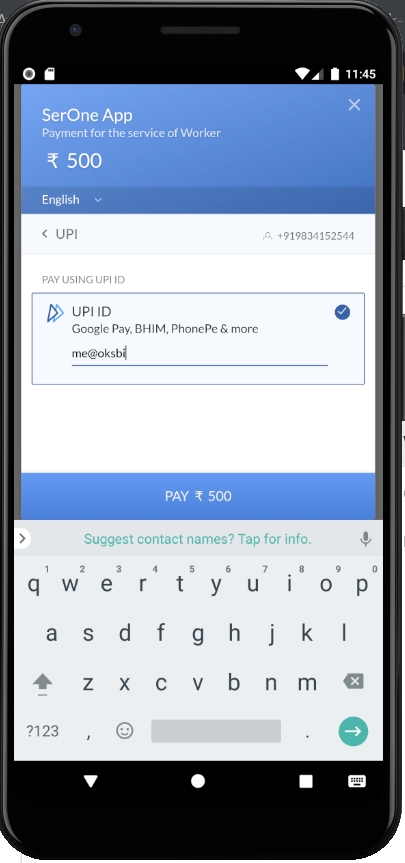 11:45
SerOne App
Payment for the service of Worker
₹ 500
English
UPI
+919834152544
PAY USING UPI ID
UPI ID
Google Pay, BHIM, PhonePe & more
me@oksbi
PAY ₹ 500
Suggest contact names? Tap for info.
1 2 3 4 5 6 7 8 9 0
q w e r t y u i o p
a s d f g h j k l
z x c v b n m
?123 , .